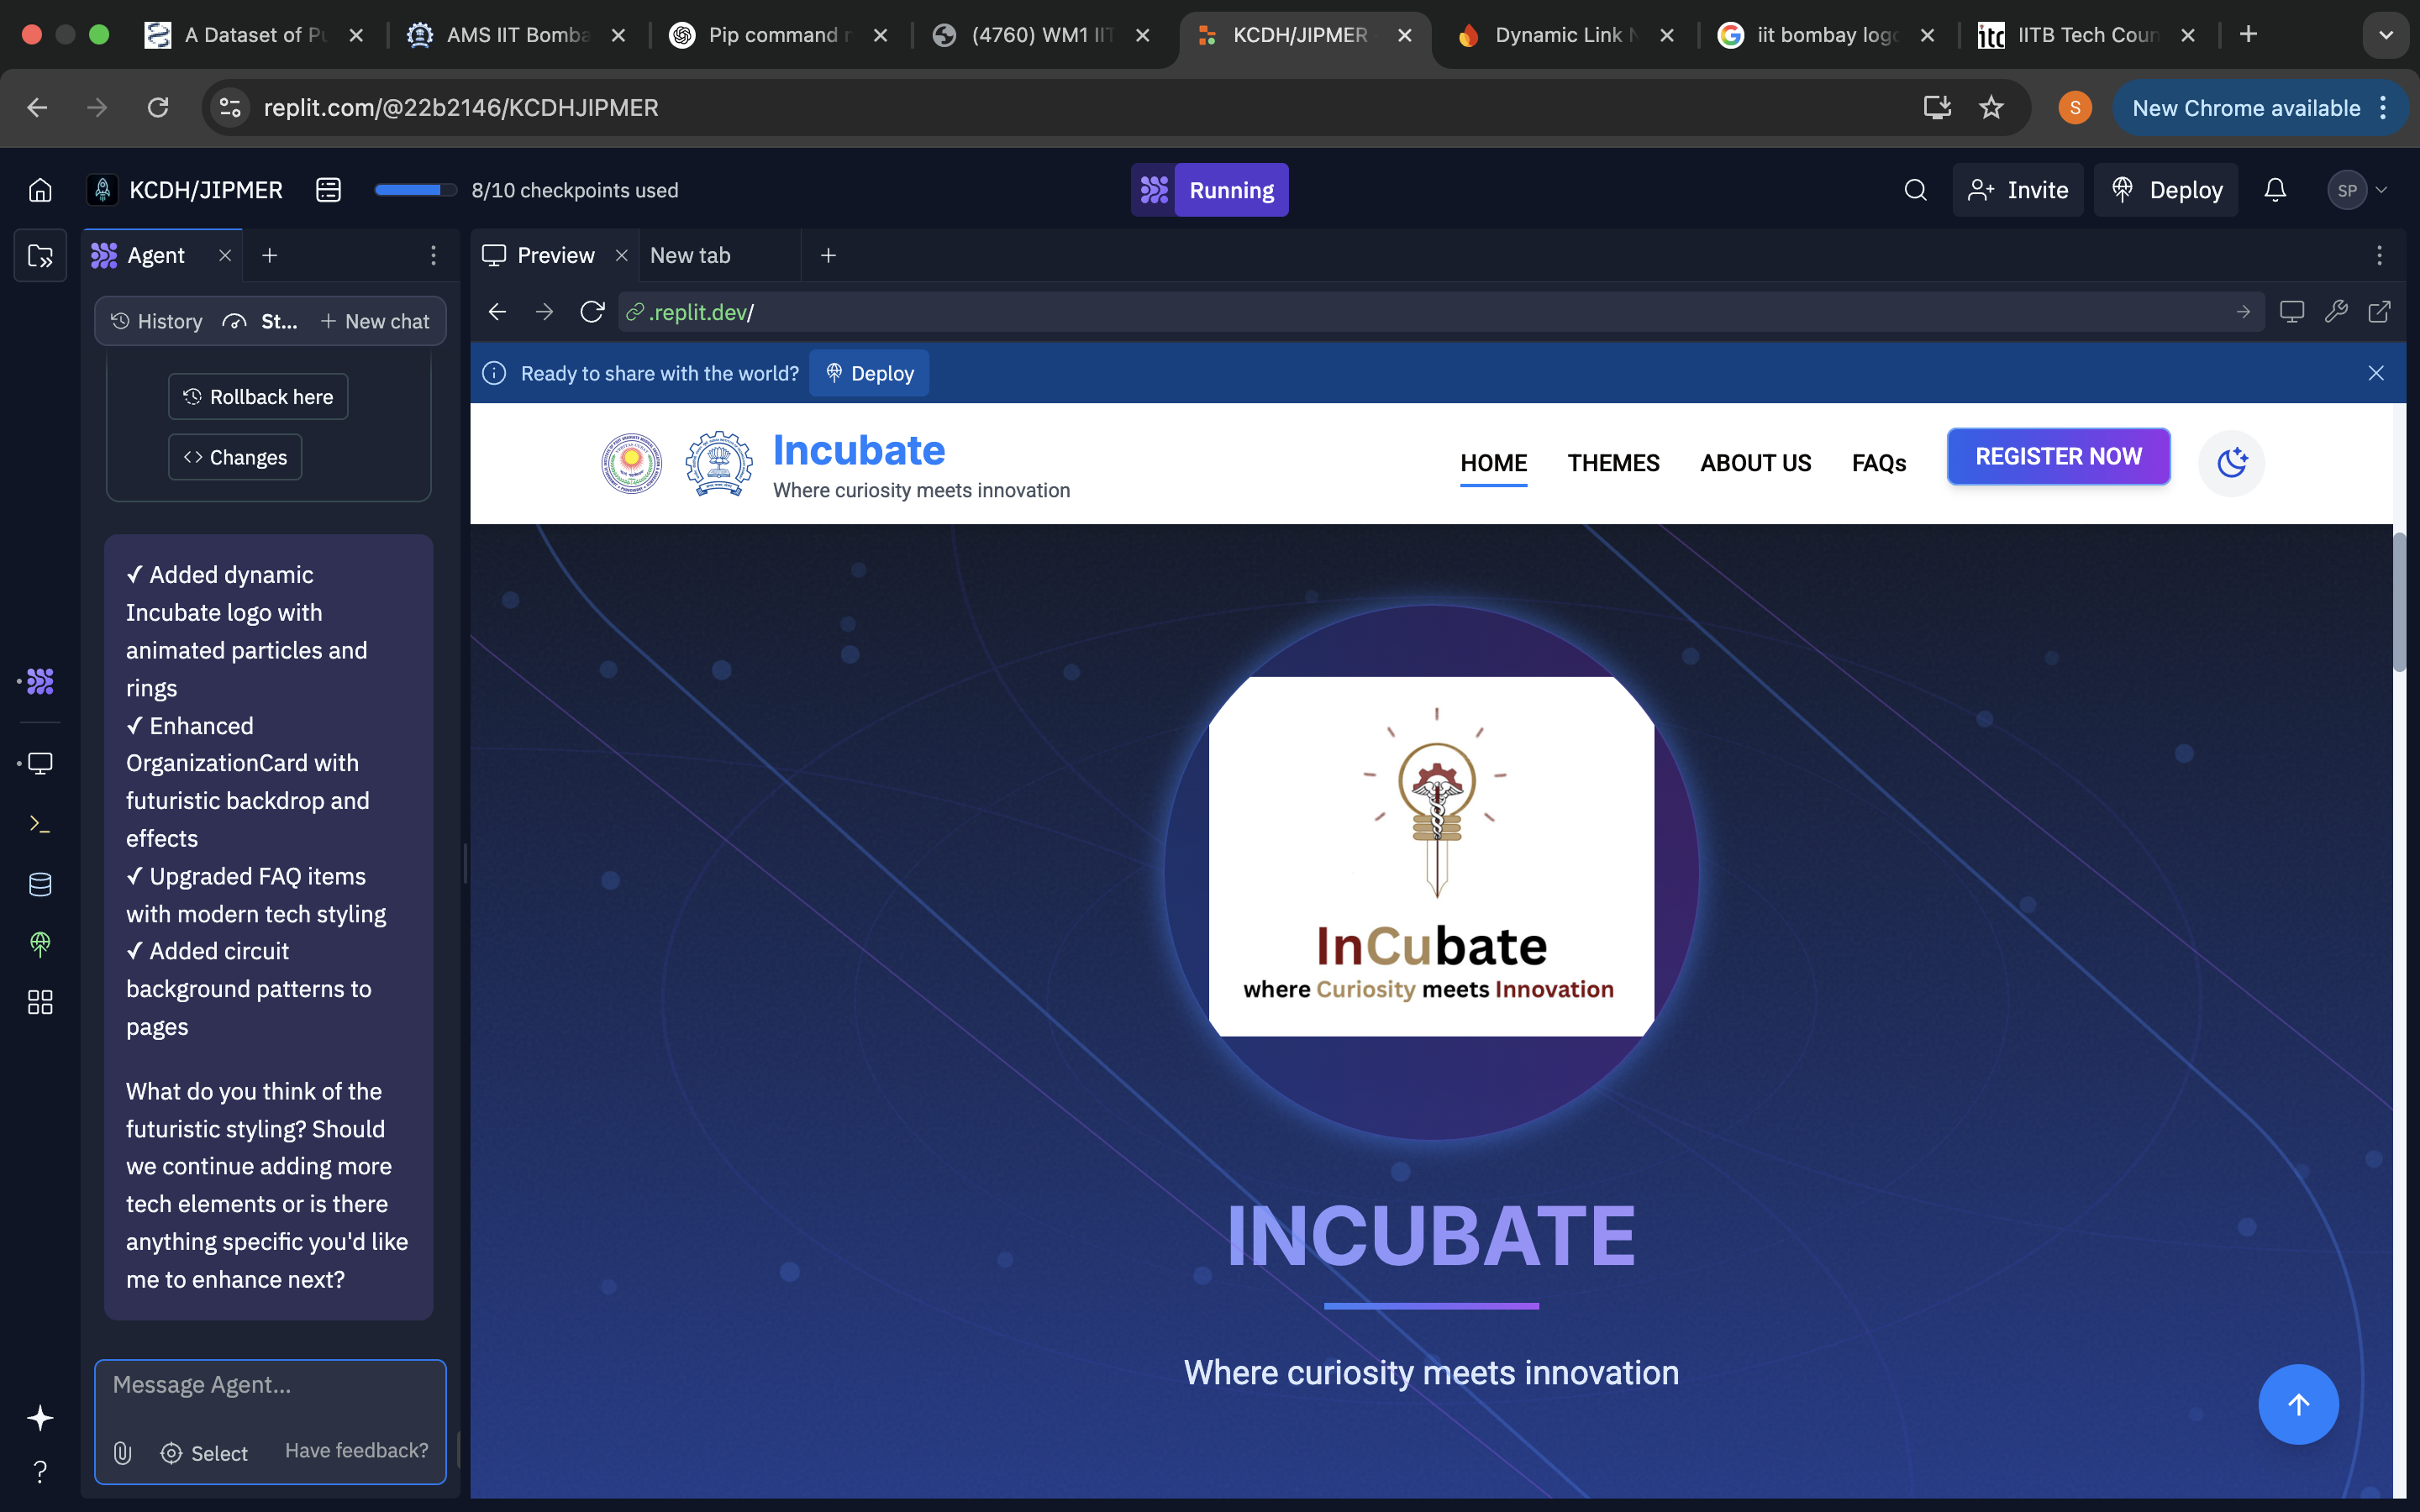 A Dataset of Pu
AMS IIT Bomba
Pip command r
(4760) WM1 IIT
KCDH/JIPMER
Dynamic Link N
iit bombay logo
itc
IITB Tech Coun
replit.com/@22b2146/KCDHJIPMER
S
New Chrome available
KCDH/JIPMER
8/10 checkpoints used
Running
Invite
Deploy
SP
Agent
Preview
New tab
History
St...
New chat
.replit.dev/
Rollback here
Changes
Ready to share with the world?
Deploy
Incubate
Where curiosity meets innovation
HOME
THEMES
ABOUT US
FAQs
REGISTER NOW
✓ Added dynamic
Incubate logo with
animated particles and
rings
✓ Enhanced
OrganizationCard with
futuristic backdrop and
effects
✓ Upgraded FAQ items
with modern tech styling
✓ Added circuit
background patterns to
pages
What do you think of the
futuristic styling? Should
we continue adding more
tech elements or is there
anything specific you'd like
me to enhance next?
Message Agent...
Select
Have feedback?
InCubate
where Curiosity meets Innovation
INCUBATE
Where curiosity meets innovation